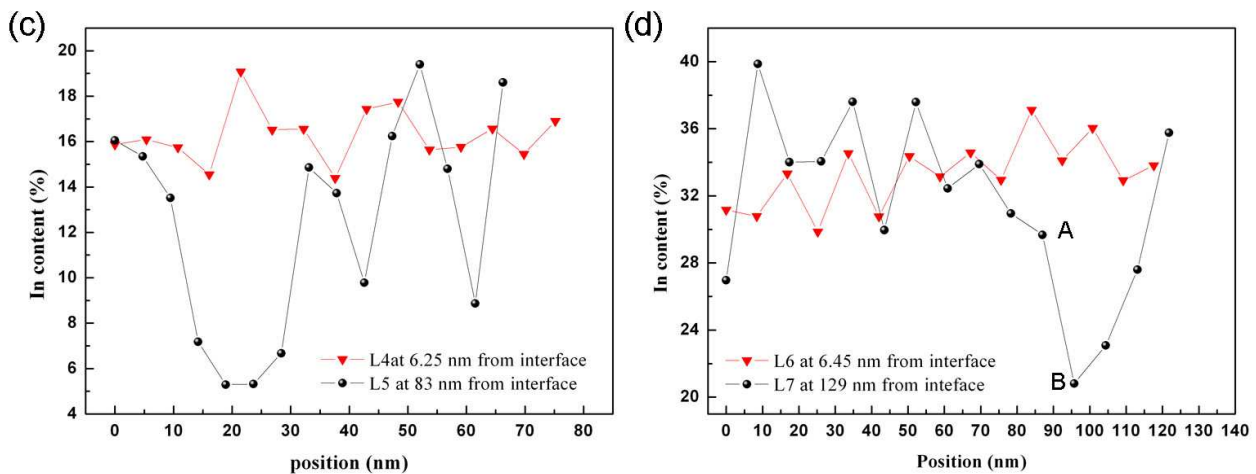 (c)
In content (%)
20
18
16
14
12
10
8
6
4
L4at 6.25 nm from interface
L5 at 83 nm from interface
0 10 20 30 40 50 60 70 80
position (nm)
(d)
In content (%)
40
36
32
28
24
20
A
B
L6 at 6.45 nm from interface
L7 at 129 nm from inteface
0 10 20 30 40 50 60 70 80 90 100 110 120 130 140
Position (nm)